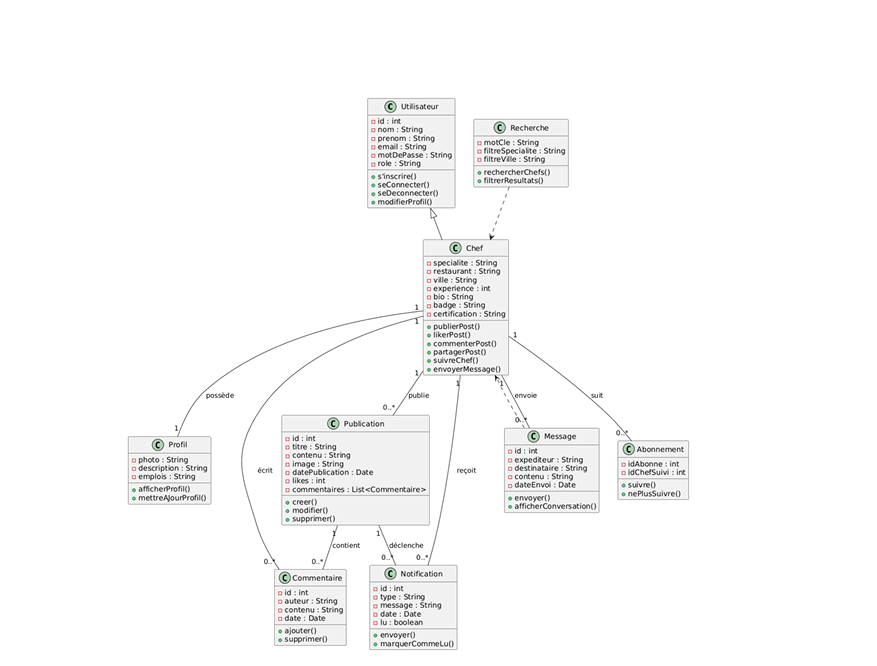 C Utilisateur
id : int
nom : String
prenom : String
email : String
motDePasse : String
role : String
s'inscrire()
seConnecter()
seDeconnecter()
modifierProfil()
C Recherche
motCle : String
filtreSpecialite : String
filtreVille : String
rechercherChefs()
filtrerResultats()
C Chef
specialite : String
restaurant : String
ville : String
experience : int
bio : String
badge : String
certification : String
publierPost()
likerPost()
commenterPost()
partagerPost()
suivreChef()
envoyerMessage()
1
1
1
1
1
1
possède
publie
envoie
suit
écrit
reçoit
1
0..*
0..*
0..*
C Profil
photo : String
description : String
emplois : String
afficherProfil()
mettreAJourProfil()
C Publication
id : int
titre : String
contenu : String
image : String
datePublication : Date
likes : int
commentaires : List<Commentaire>
creer()
modifier()
supprimer()
C Message
id : int
expediteur : String
destinataire : String
contenu : String
dateEnvoi : Date
envoyer()
afficherConversation()
C Abonnement
idAbonne : int
idChefSuivi : int
suivre()
nePlusSuivre()
1
1
contient
déclenche
0..*
0..*
0..*
0..*
C Commentaire
id : int
auteur : String
contenu : String
date : Date
ajouter()
supprimer()
C Notification
id : int
type : String
message : String
date : Date
lu : boolean
envoyer()
marquerCommeLu()